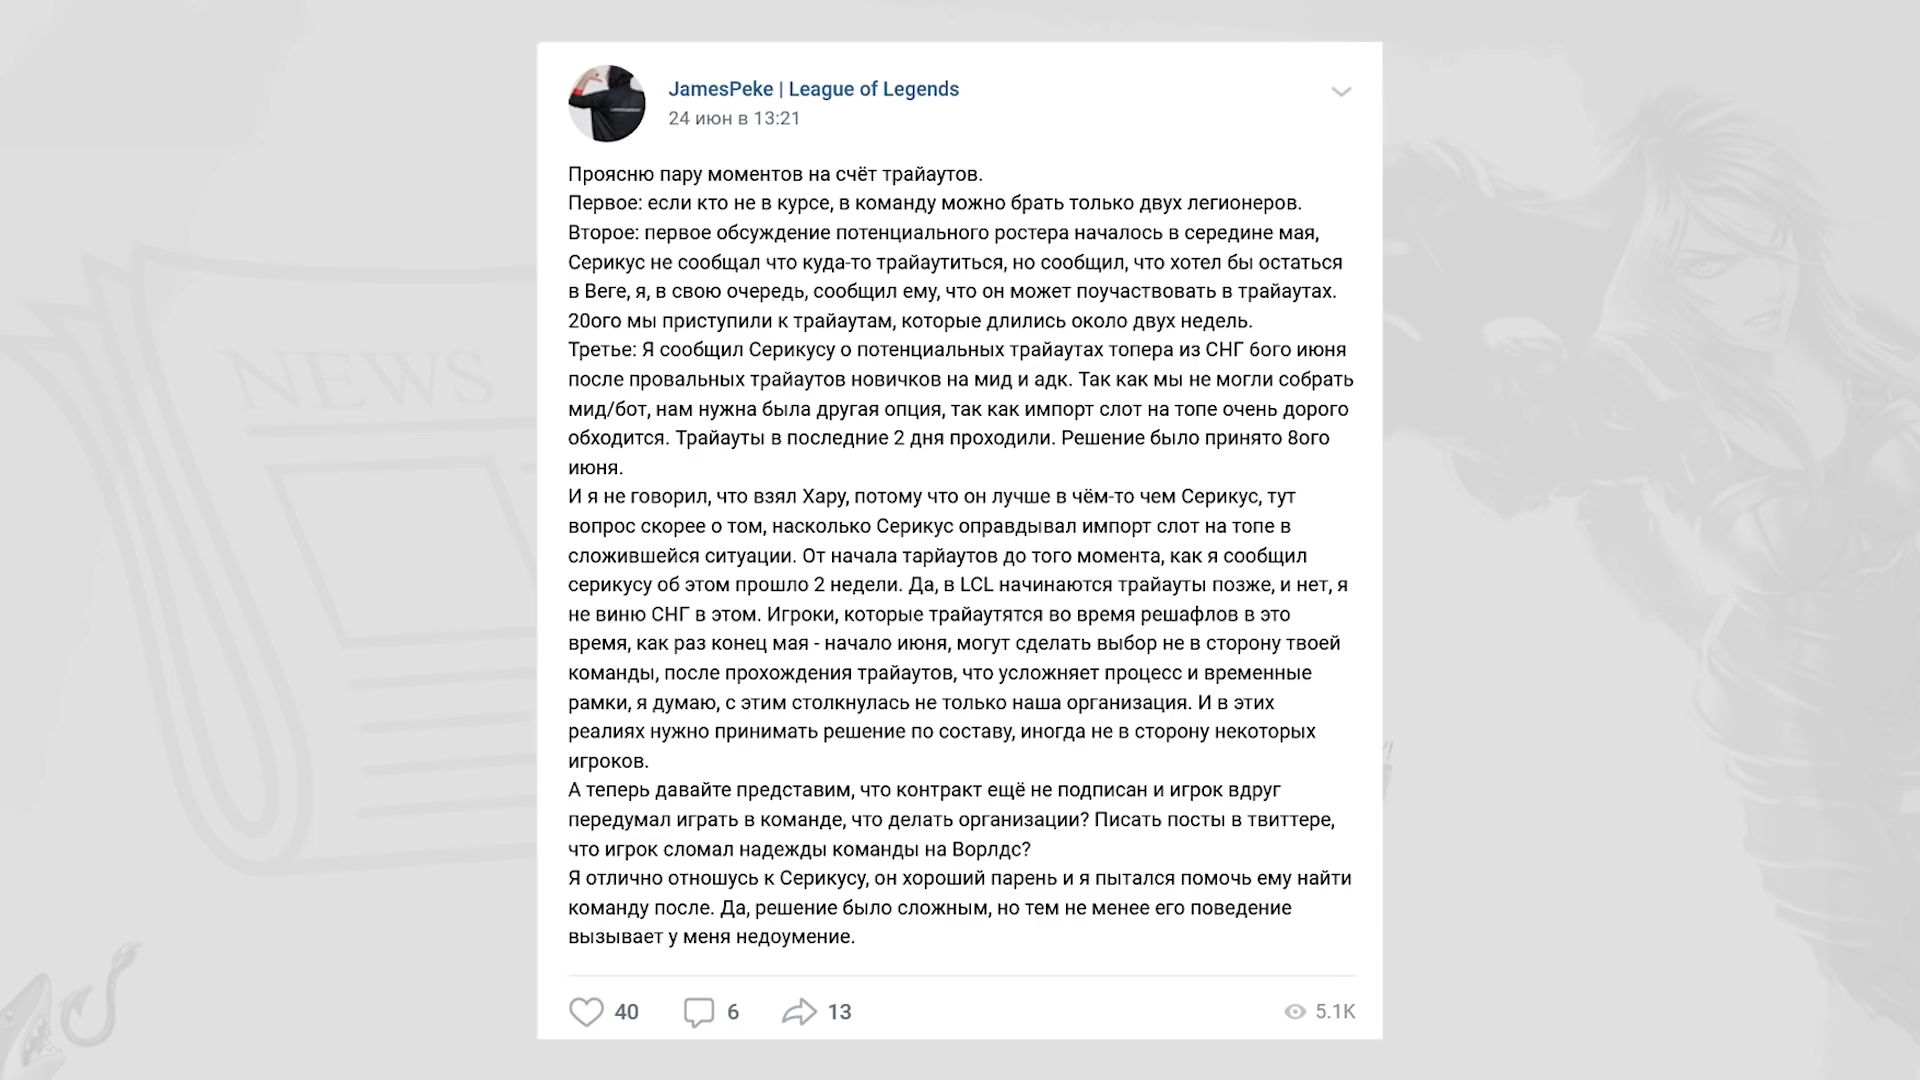 JamesPeke | League of Legends
24 июн в 13:21
Проясню пару моментов на счёт трайаутов.
Первое: если кто не в курсе, в команду можно брать только двух легионеров.
Второе: первое обсуждение потенциального ростера началось в середине мая,
Серикус не сообщал что куда-то трайаутиться, но сообщил, что хотел бы остаться
в Веге, я, в свою очередь, сообщил ему, что он может поучаствовать в трайаутах.
20ого мы приступили к трайаутам, которые длились около двух недель.
Третье: Я сообщил Серикусу о потенциальных трайаутах топера из СНГ 6ого июня
после провальных трайаутов новичков на мид и адк. Так как мы не могли собрать
мид/бот, нам нужна была другая опция, так как импорт слот на топе очень дорого
обходится. Трайауты в последние 2 дня проходили. Решение было принято 8ого
июня.
И я не говорил, что взял Хару, потому что он лучше в чём-то чем Серикус, тут
вопрос скорее о том, насколько Серикус оправдывал импорт слот на топе в
сложившейся ситуации. От начала тарйаутов до того момента, как я сообщил
серикусу об этом прошло 2 недели. Да, в LCL начинаются трайауты позже, и нет, я
не виню СНГ в этом. Игроки, которые трайаутятся во время решафлов в это
время, как раз конец мая - начало июня, могут сделать выбор не в сторону твоей
команды, после прохождения трайаутов, что усложняет процесс и временные
рамки, я думаю, с этим столкнулась не только наша организация. И в этих
реалиях нужно принимать решение по составу, иногда не в сторону некоторых
игроков.
А теперь давайте представим, что контракт ещё не подписан и игрок вдруг
передумал играть в команде, что делать организации? Писать посты в твиттере,
что игрок сломал надежды команды на Ворлдс?
Я отлично отношусь к Серикусу, он хороший парень и я пытался помочь ему найти
команду после. Да, решение было сложным, но тем не менее его поведение
вызывает у меня недоумение.
40 6 13 5.1K
NEWS